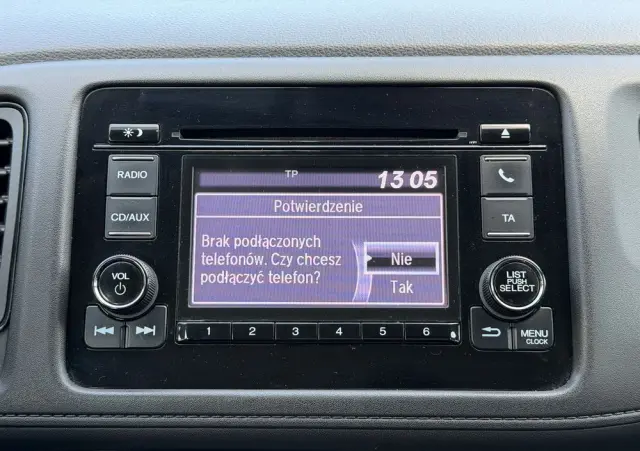 TP 13 05
RADIO
CD/AUX
TA
Potwierdzenie
Brak podłączonych
telefonów. Czy chcesz
podłączyć telefon?
Nie
Tak
VOL
LIST
PUSH
SELECT
1 2 3 4 5 6
MENU
CLOCK